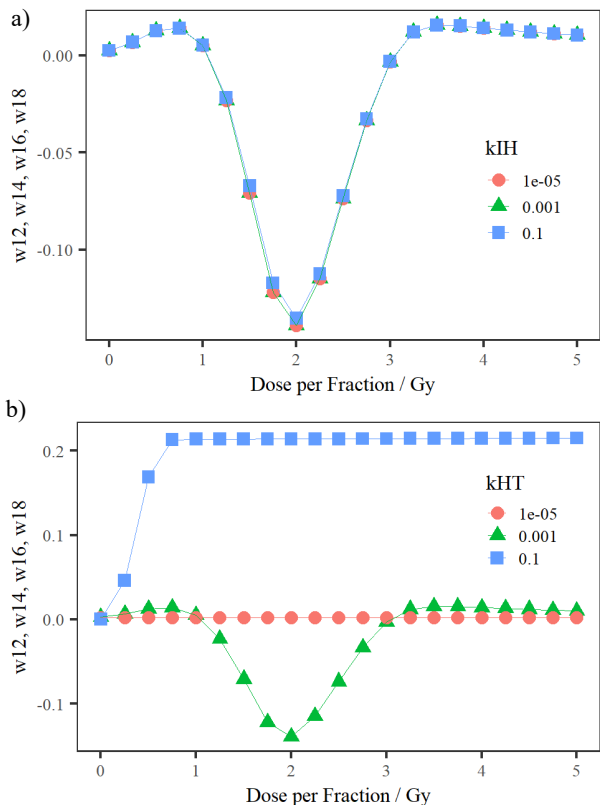 a)
w12, w14, w16, w18
0.00
-0.05
-0.10
kIH
1e-05
0.001
0.1
0 1 2 3 4 5
Dose per Fraction / Gy
b)
w12, w14, w16, w18
0.2
0.1
0.0
-0.1
kHT
1e-05
0.001
0.1
0 1 2 3 4 5
Dose per Fraction / Gy